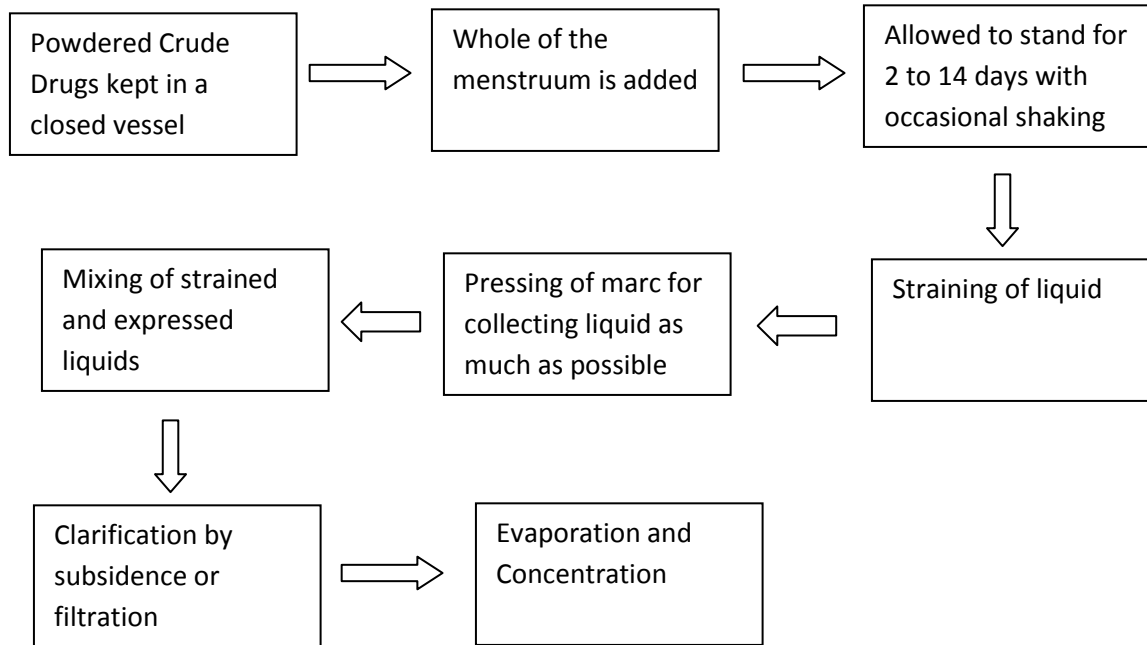 Powdered Crude
Drugs kept in a
closed vessel
Whole of the
menstruum is added
Allowed to stand for
2 to 14 days with
occasional shaking
Straining of liquid
Pressing of marc for
collecting liquid as
much as possible
Mixing of strained
and expressed
liquids
Clarification by
subsidence or
filtration
Evaporation and
Concentration